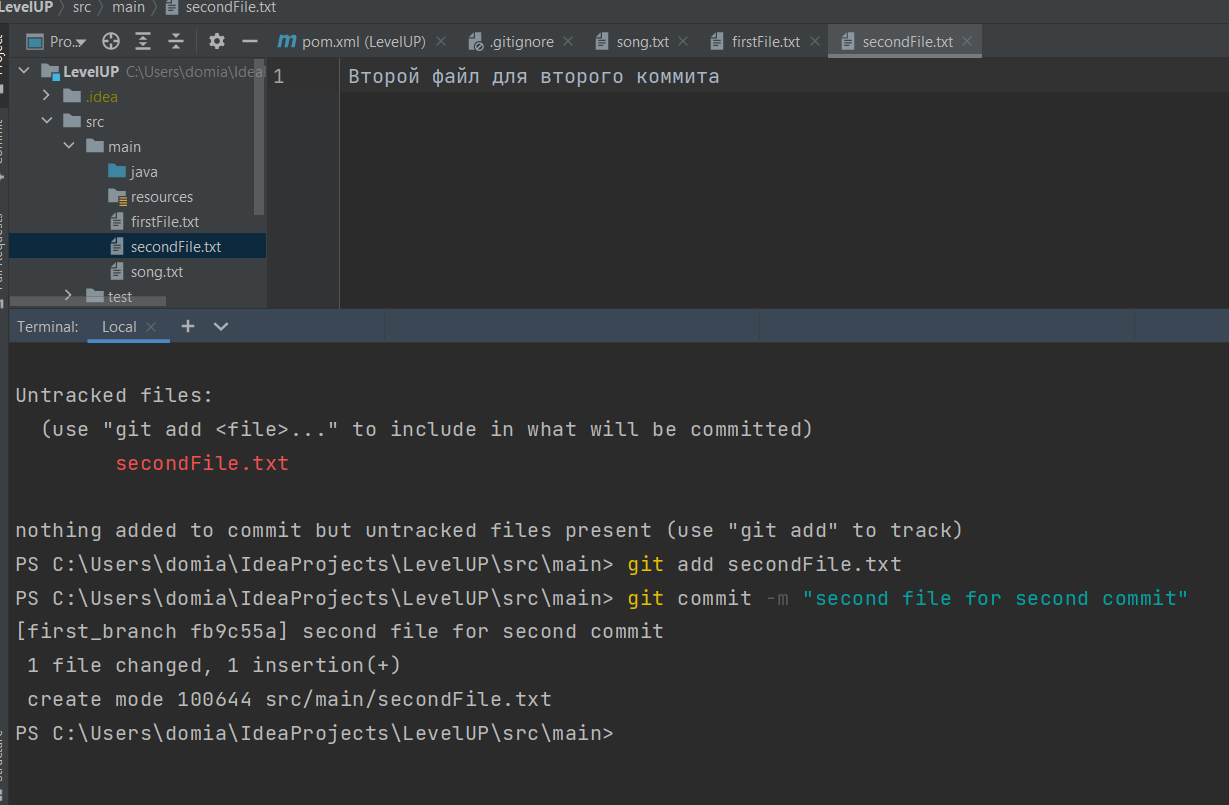 LevelUP src main secondFile.txt
Pro... pom.xml (LevelUP) .gitignore song.txt firstFile.txt secondFile.txt
LevelUP C:\Users\domia\Idea
.idea
src
main
java
resources
firstFile.txt
secondFile.txt
song.txt
test
1 Второй файл для второго коммита
Terminal: Local
Untracked files:
(use "git add <file>..." to include in what will be committed)
secondFile.txt
nothing added to commit but untracked files present (use "git add" to track)
PS C:\Users\domia\IdeaProjects\LevelUP\src\main> git add secondFile.txt
PS C:\Users\domia\IdeaProjects\LevelUP\src\main> git commit -m "second file for second commit"
[first_branch fb9c55a] second file for second commit
1 file changed, 1 insertion(+)
create mode 100644 src/main/secondFile.txt
PS C:\Users\domia\IdeaProjects\LevelUP\src\main>